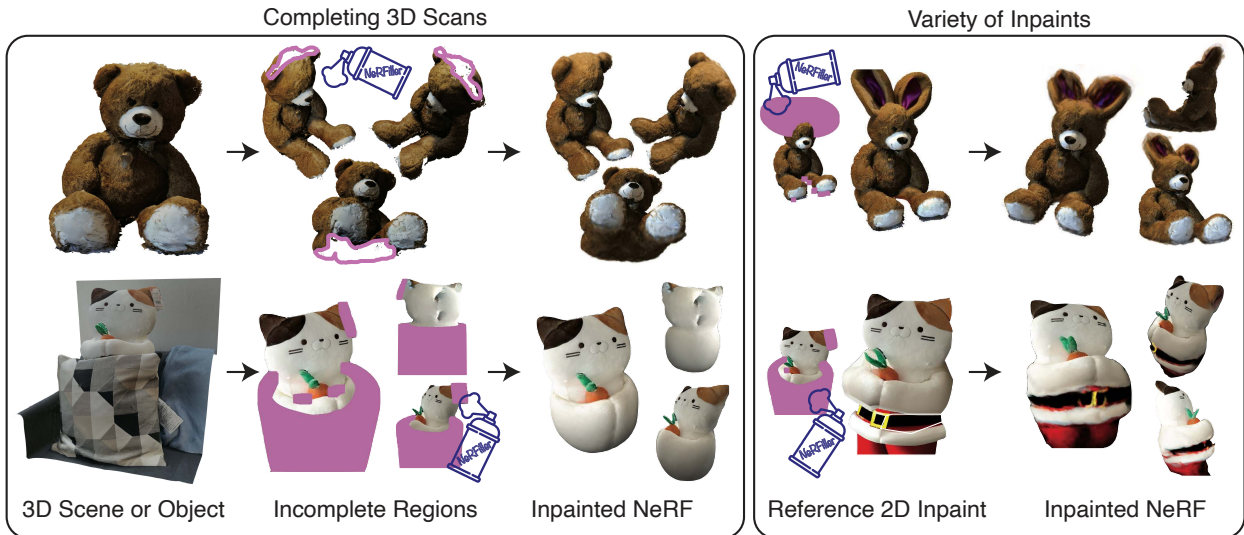 Completing 3D Scans
Variety of Inpaints
NeRFiller
NeRFiller
NeRFiller
NeRFiller
3D Scene or Object
Incomplete Regions
Inpainted NeRF
Reference 2D Inpaint
Inpainted NeRF